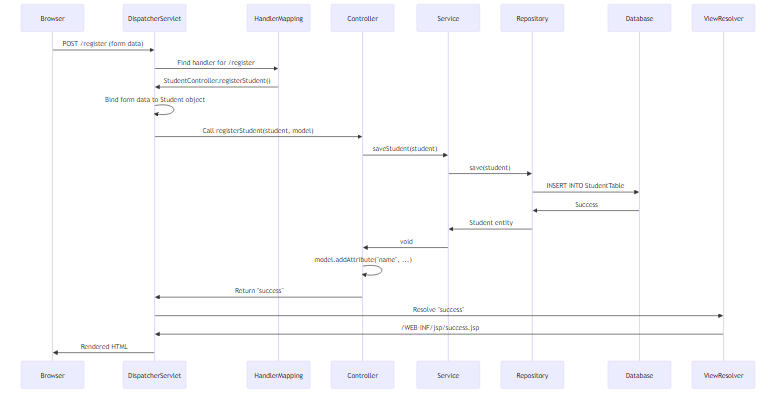 Browser
DispatcherServlet
HandlerMapping
Controller
Service
Repository
Database
ViewResolver
POST /register (form data)
Find handler for /register
StudentController.registerStudent()
Bind form data to Student object
Call registerStudent(student, model)
saveStudent(student)
save(student)
INSERT INTO StudentTable
Success
Student entity
void
model.addAttribute("name", ...)
Return "success"
Resolve "success"
/WEB-INF/jsp/success.jsp
Rendered HTML
Browser
DispatcherServlet
HandlerMapping
Controller
Service
Repository
Database
ViewResolver